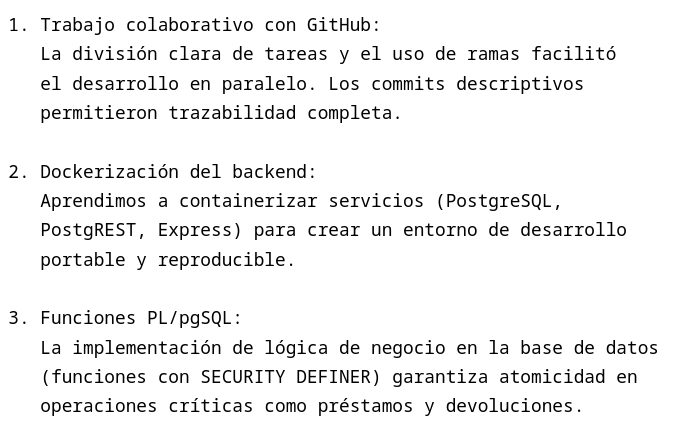 1. Trabajo colaborativo con GitHub:
La división clara de tareas y el uso de ramas facilitó
el desarrollo en paralelo. Los commits descriptivos
permitieron trazabilidad completa.
2. Dockerización del backend:
Aprendimos a containerizar servicios (PostgreSQL,
PostgREST, Express) para crear un entorno de desarrollo
portable y reproducible.
3. Funciones PL/pgSQL:
La implementación de lógica de negocio en la base de datos
(funciones con SECURITY DEFINER) garantiza atomicidad en
operaciones críticas como préstamos y devoluciones.